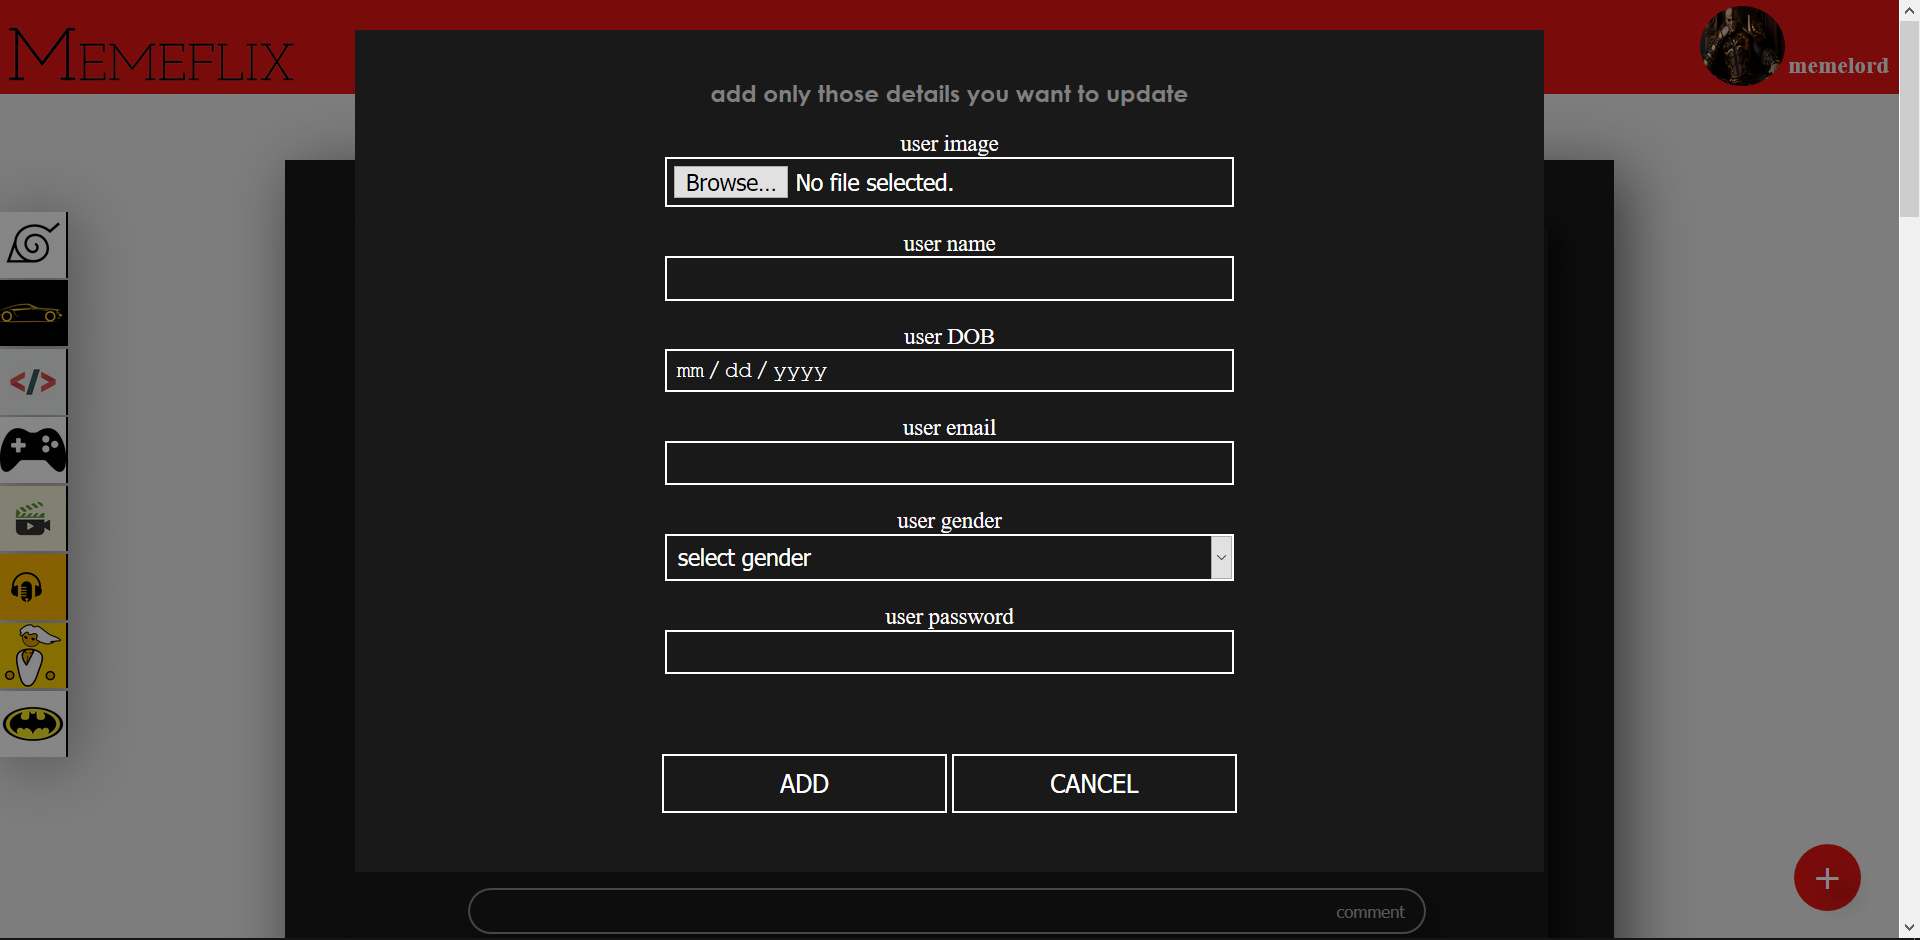 MEMEFLIX
memelord
add only those details you want to update
user image
Browse... No file selected.
user name
user DOB
mm / dd / yyyy
user email
user gender
select gender
user password
ADD
CANCEL
comment